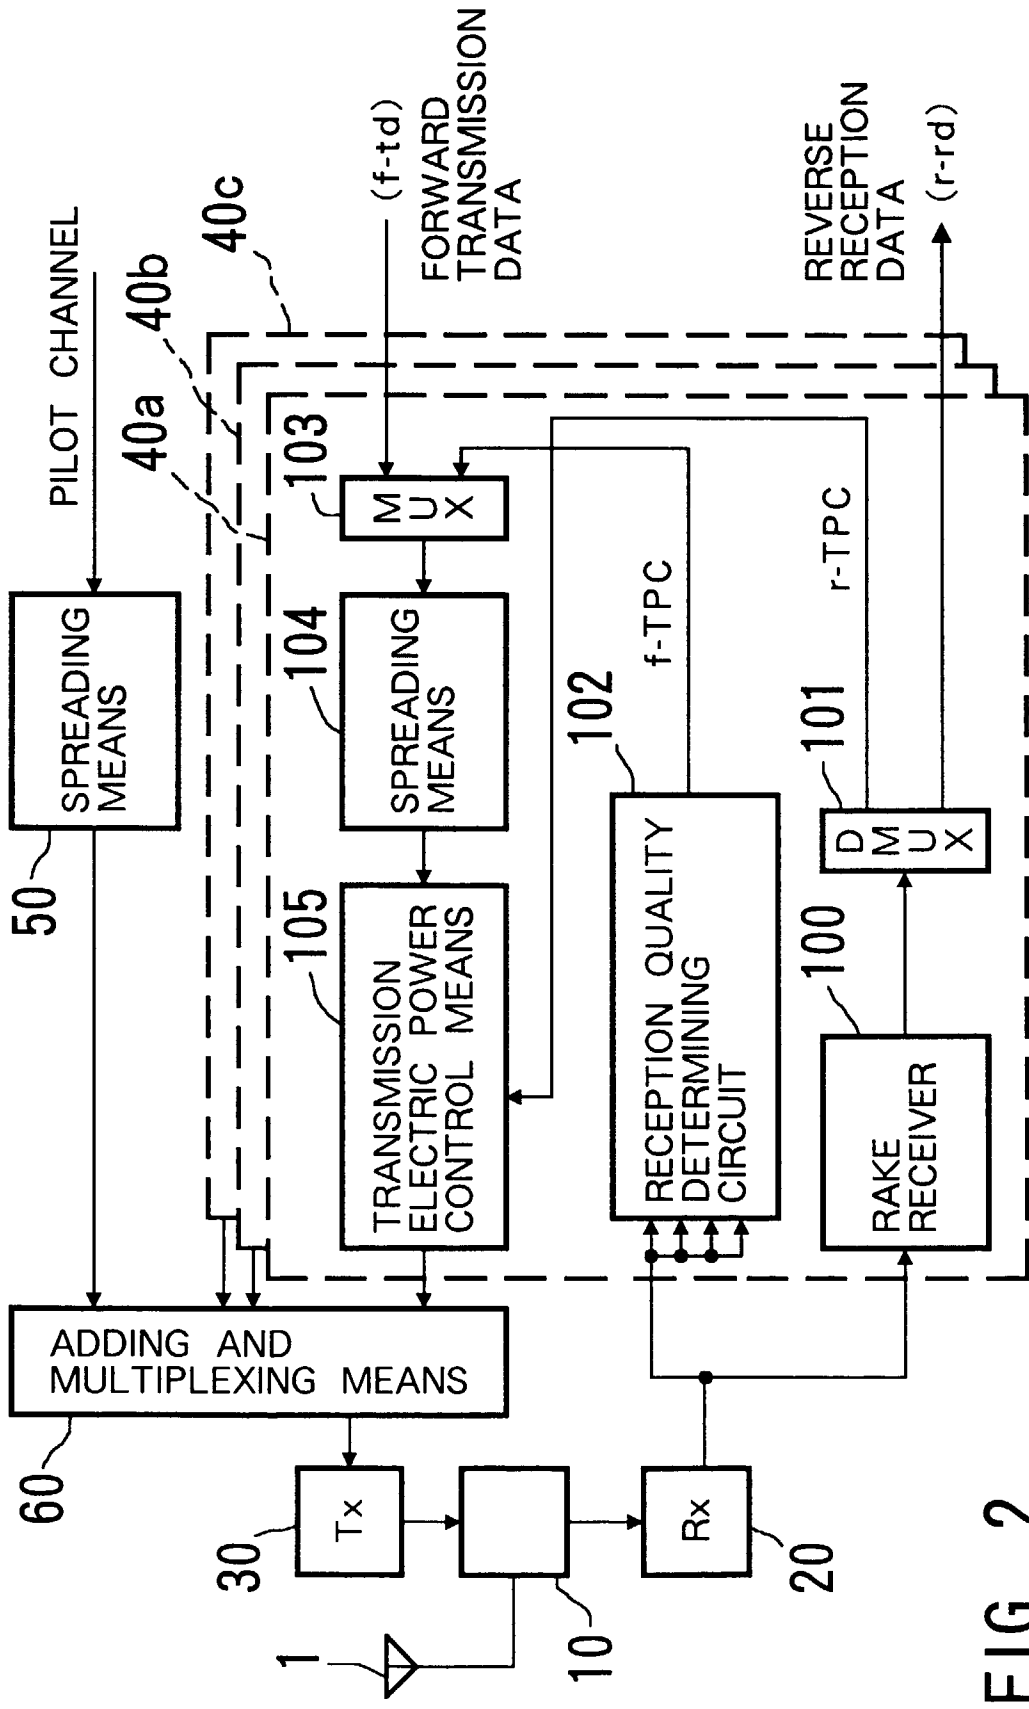 PILOT CHANNEL
40a
40b
40c
50
SPREADING
MEANS
(f-td)
FORWARD
TRANSMISSION
DATA
REVERSE
RECEPTION
DATA
(r-rd)
103
MUX
104
SPREADING
MEANS
105
TRANSMISSION
ELECTRIC POWER
CONTROL MEANS
f-TPC
r-TPC
102
RECEPTION QUALITY
DETERMINING
CIRCUIT
101
DMUX
100
RAKE
RECEIVER
60
ADDING AND
MULTIPLEXING MEANS
30
Tx
1
10
20
Rx
FIG. 2